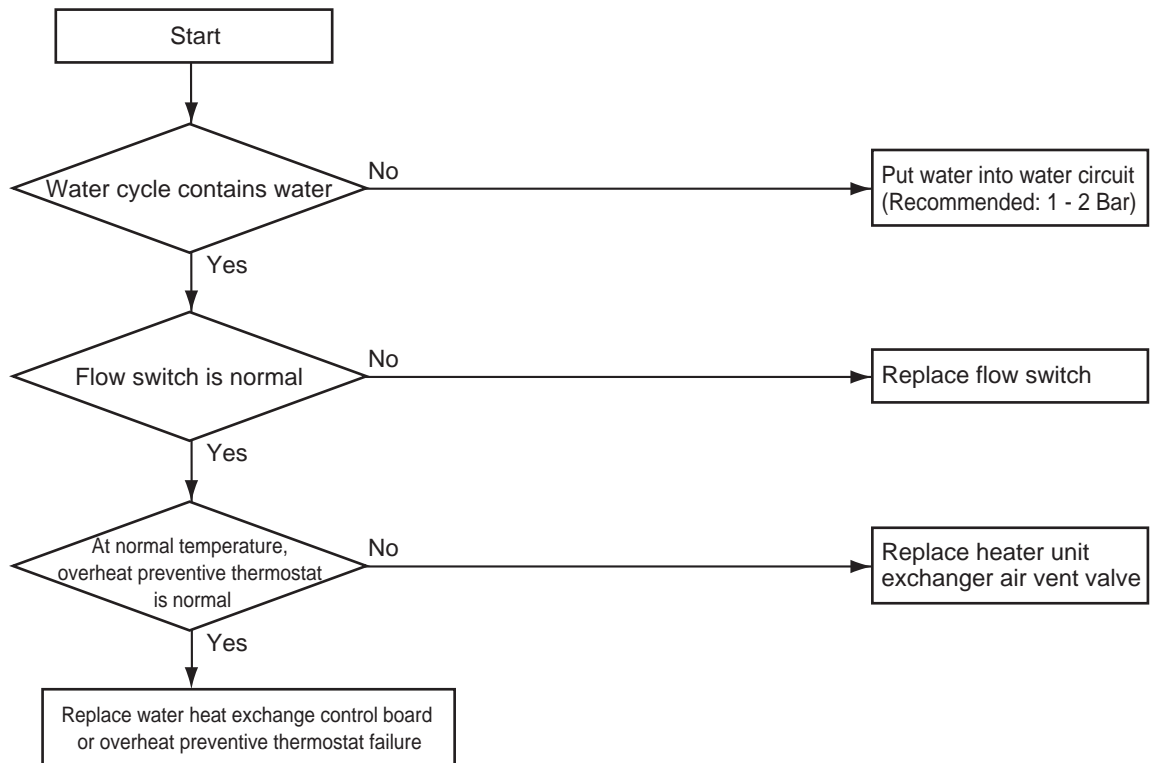 Start
Water cycle contains water
No
Put water into water circuit
(Recommended: 1 - 2 Bar)
Yes
Flow switch is normal
No
Replace flow switch
Yes
At normal temperature,
overheat preventive thermostat
is normal
No
Replace heater unit
exchanger air vent valve
Yes
Replace water heat exchange control board
or overheat preventive thermostat failure